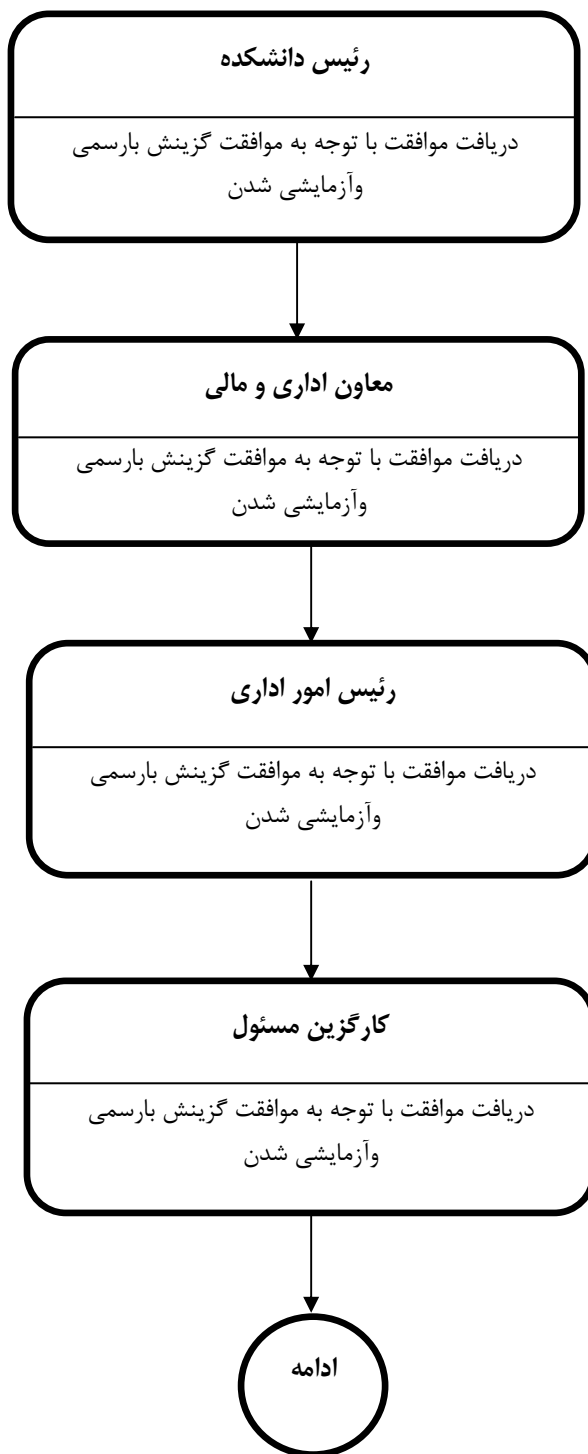 رئیس دانشکده
دریافت موافقت با توجه به موافقت گزینش بارسمی
وآزمایشی شدن
معاون اداری و مالی
دریافت موافقت با توجه به موافقت گزینش بارسمی
وآزمایشی شدن
رئیس امور اداری
دریافت موافقت با توجه به موافقت گزینش بارسمی
وآزمایشی شدن
کارگزین مسئول
دریافت موافقت با توجه به موافقت گزینش بارسمی
وآزمایشی شدن
ادامه